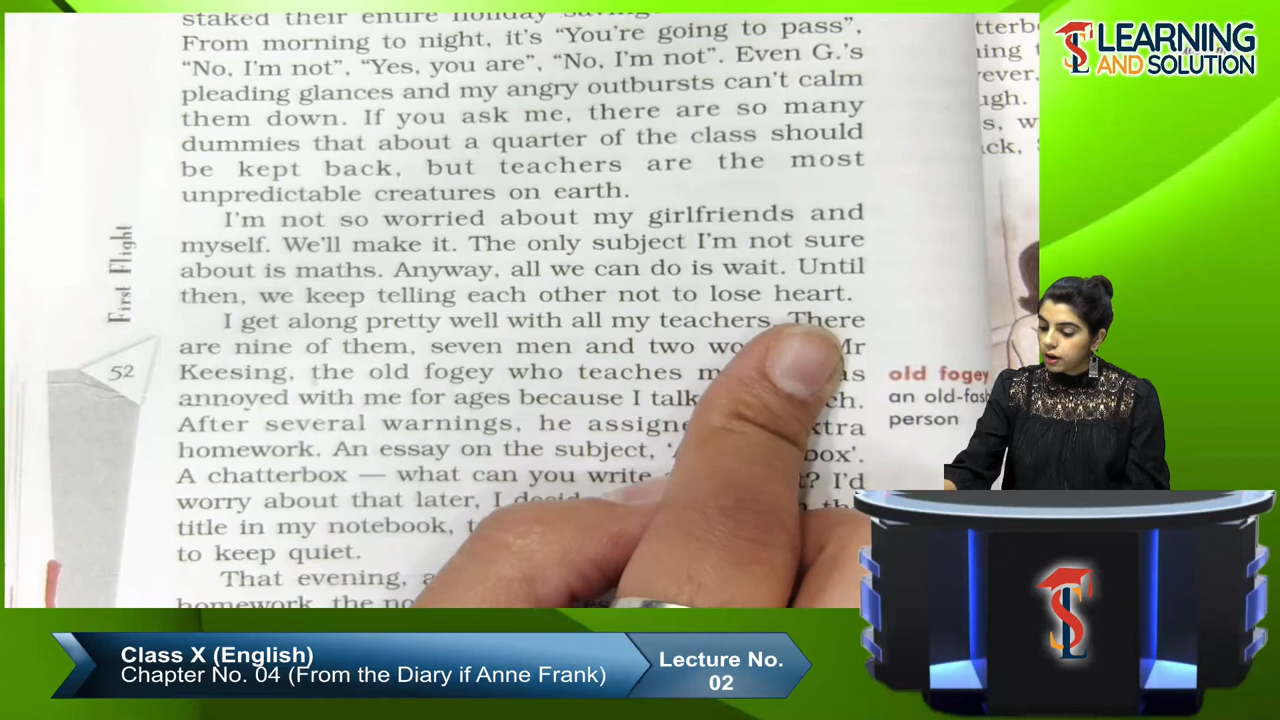 staked their entire holiday
From morning to night, it's “You're going to pass”,
“No, I'm not”, “Yes, you are”, “No, I'm not”. Even G.'s
pleading glances and my angry outbursts can't calm
them down. If you ask me, there are so many
dummies that about a quarter of the class should
be kept back, but teachers are the most
unpredictable creatures on earth.
I'm not so worried about my girlfriends and
myself. We'll make it. The only subject I'm not sure
about is maths. Anyway, all we can do is wait. Until
then, we keep telling each other not to lose heart.
I get along pretty well with all my teachers. There
are nine of them, seven men and two Mr
Keesing, the old fogey who teaches
annoyed with me for ages because I
After several warnings, he
homework. An essay on the subject,
A chatterbox — what can you write I'd
worry about that later, I
title in my notebook,
to keep quiet.
That evening,
homework, the
old fogey
an old-fash
person
First Flight
52
LEARNING
AND SOLUTION
Class X (English)
Chapter No. 04 (From the Diary if Anne Frank)
Lecture No.
02